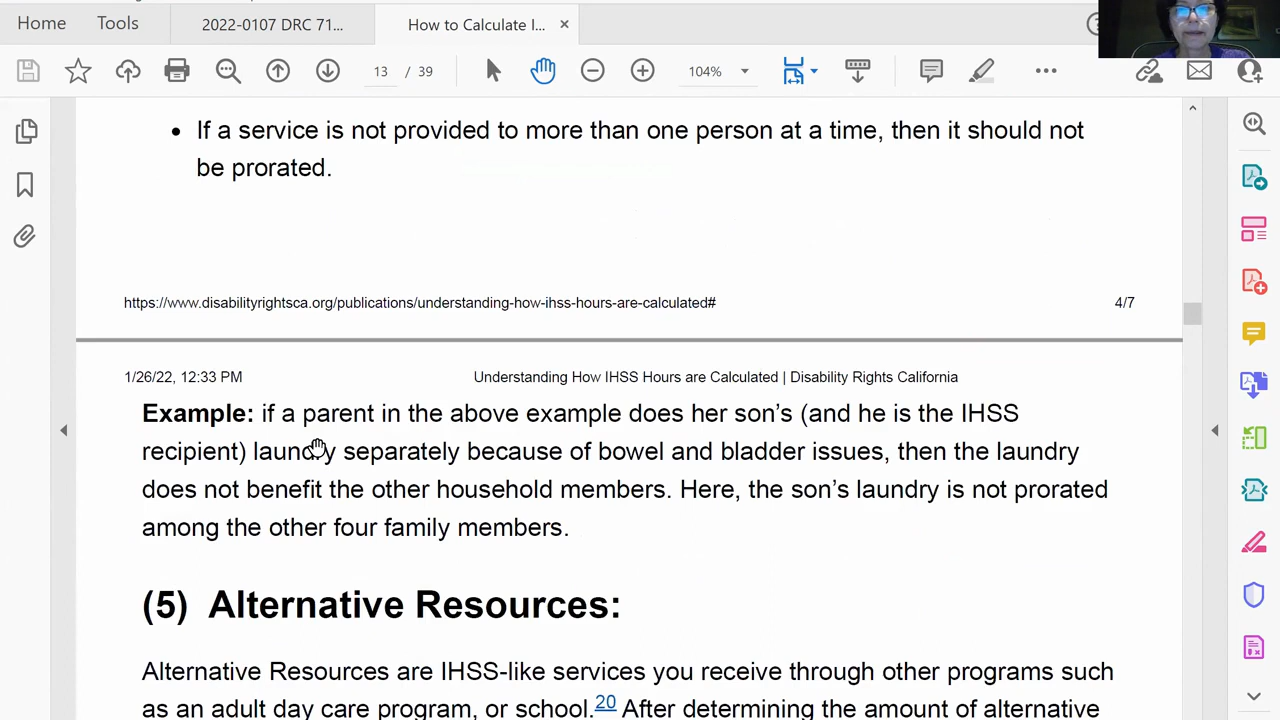 Home
Tools
2022-0107 DRC 71...
How to Calculate I...
13 / 39
104%
If a service is not provided to more than one person at a time, then it should not
be prorated.
https://www.disabilityrightsca.org/publications/understanding-how-ihss-hours-are-calculated#
4/7
1/26/22, 12:33 PM
Understanding How IHSS Hours are Calculated | Disability Rights California
Example: if a parent in the above example does her son's (and he is the IHSS
recipient) laundry separately because of bowel and bladder issues, then the laundry
does not benefit the other household members. Here, the son's laundry is not prorated
among the other four family members.
(5) Alternative Resources:
Alternative Resources are IHSS-like services you receive through other programs such
as an adult day care program, or school.20 After determining the amount of alternative